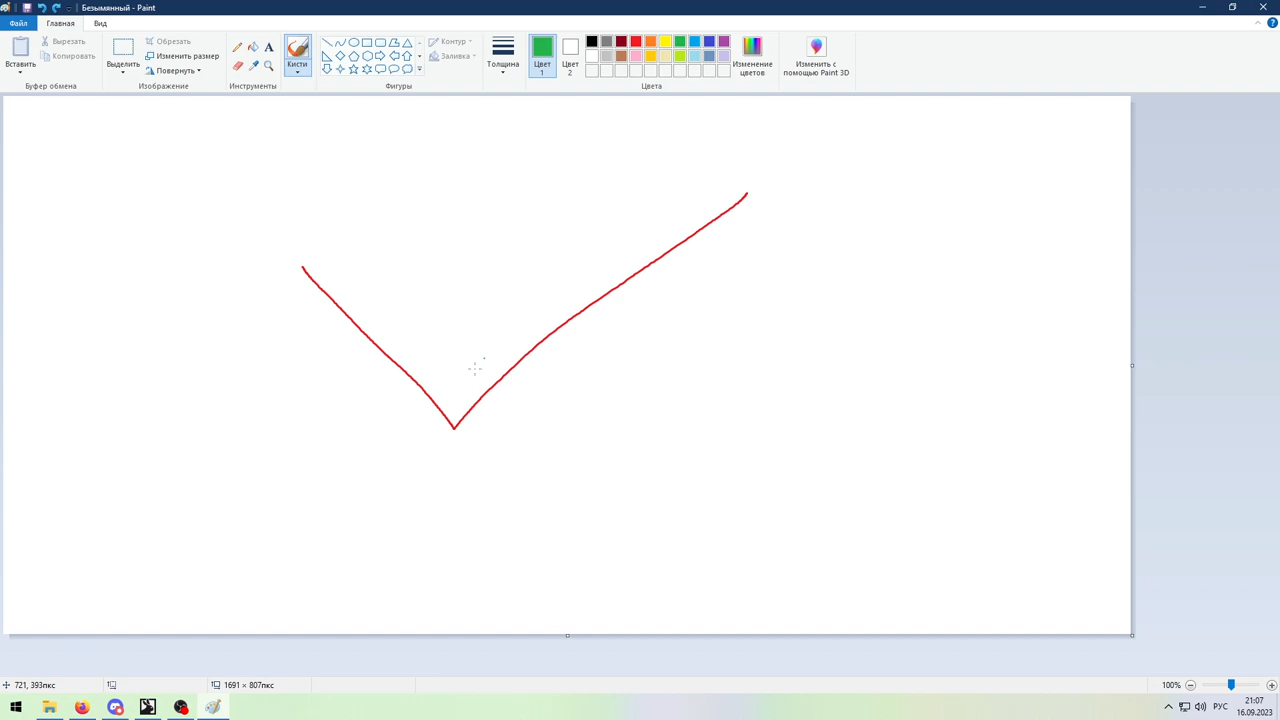 Безымянный - Paint
Файл Главная Вид
Вставить
Вырезать
Копировать
Буфер обмена
Выделить
Обрезать
Изменить размер
Повернуть
Изображение
A
Инструменты
Кисти
Контур
Заливка
Фигуры
Толщина
Цвет
1
Цвет
2
Изменение
цветов
Цвета
Изменить с
помощью Paint 3D
721, 393пкс
1691 × 807пкс
100%
РУС
21:07
16.09.2023